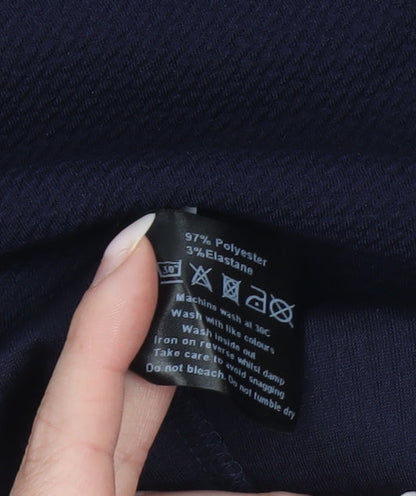 97% Polyester
3%Elastane
30°
Machine wash at 30C
Wash with like colours
Wash inside out
Iron on reverse whilst damp
Take care to avoid snagging
Do not bleach. Do not tumble dry